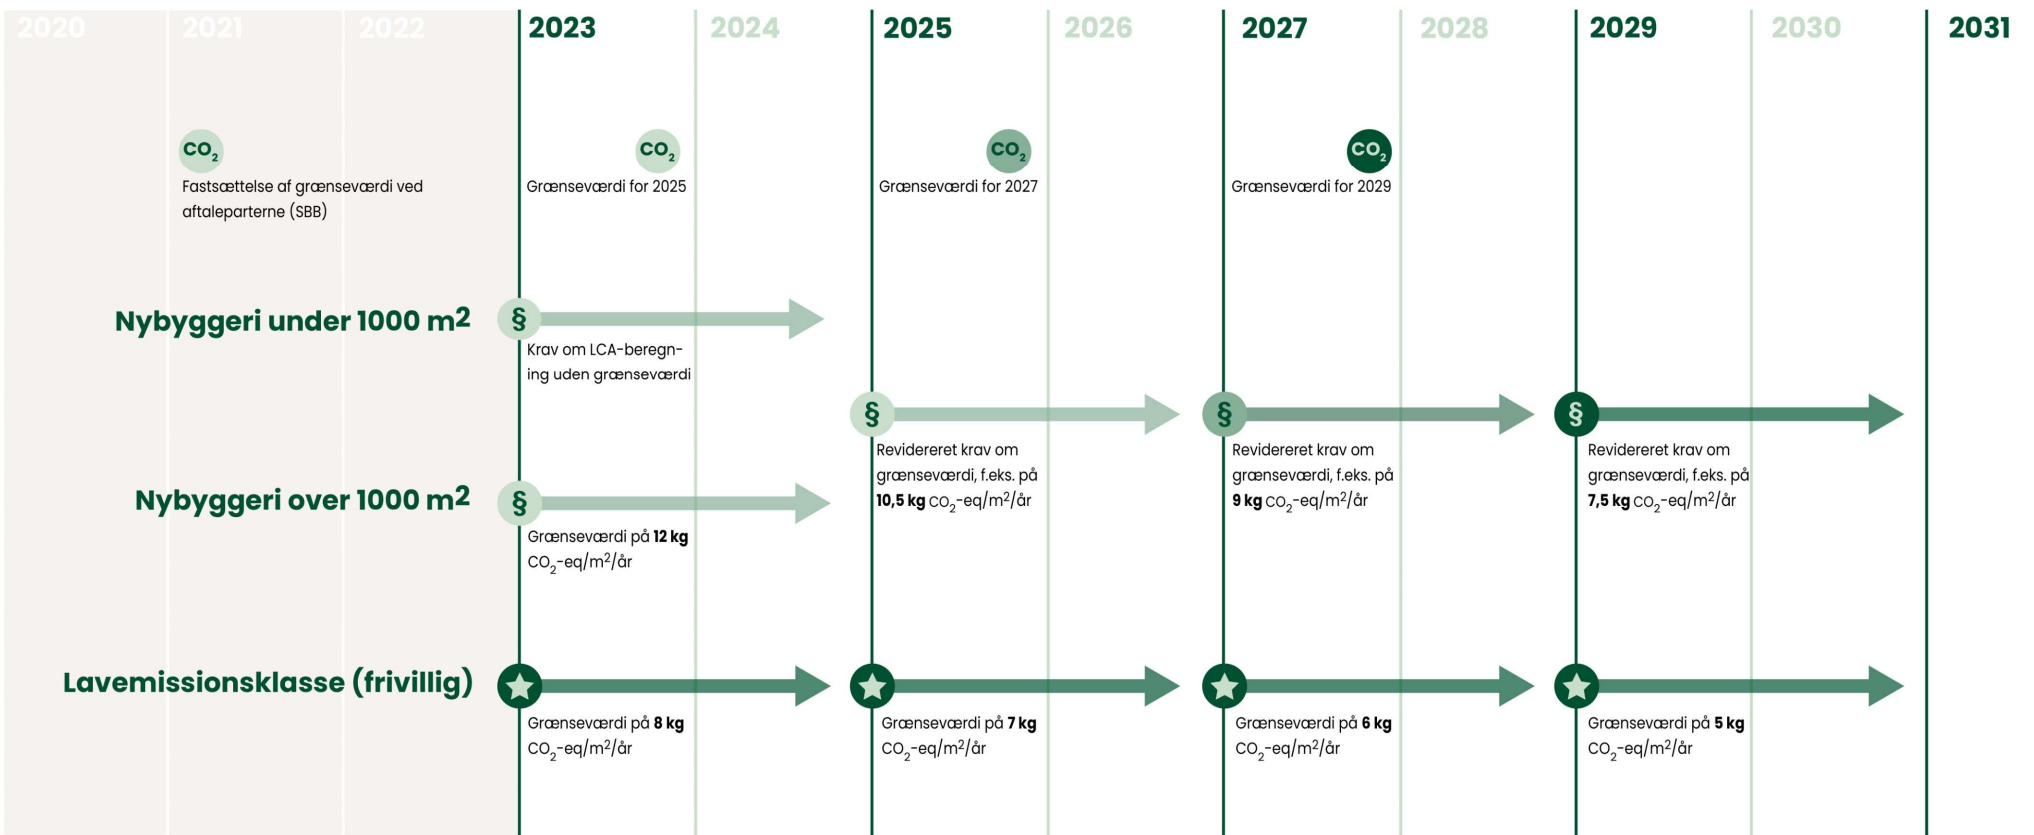 2020 2021 2022 2023 2024 2025 2026 2027 2028 2029 2030 2031
CO₂ CO₂ CO₂ CO₂
Fastsættelse af grænseværdi ved
aftaleparterne (SBB)
Grænseværdi for 2025
Grænseværdi for 2027
Grænseværdi for 2029
Nybyggeri under 1000 m²
§
Krav om LCA-beregn-
ing uden grænseværdi
§
Revidereret krav om
grænseværdi, f.eks. på
10,5 kg CO₂-eq/m²/år
§
Revidereret krav om
grænseværdi, f.eks. på
9 kg CO₂-eq/m²/år
§
Revidereret krav om
grænseværdi, f.eks. på
7,5 kg CO₂-eq/m²/år
Nybyggeri over 1000 m²
§
Grænseværdi på 12 kg
CO₂-eq/m²/år
Lavemissionsklasse (frivillig)
Grænseværdi på 8 kg
CO₂-eq/m²/år
Grænseværdi på 7 kg
CO₂-eq/m²/år
Grænseværdi på 6 kg
CO₂-eq/m²/år
Grænseværdi på 5 kg
CO₂-eq/m²/år